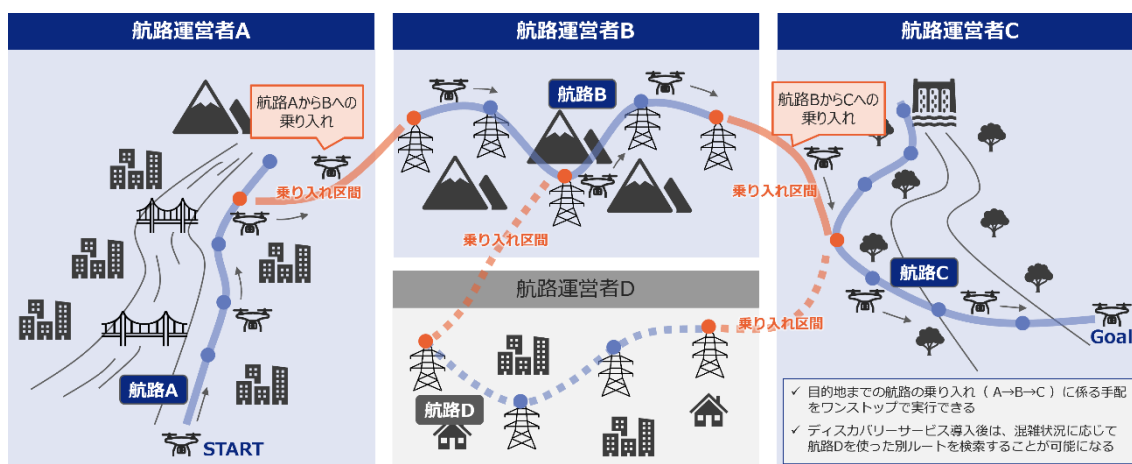 航路運営者A
航路運営者B
航路運営者C
航路AからBへの
乗り入れ
乗り入れ区間
航路A
START
航路B
乗り入れ区間
航路BからCへの
乗り入れ
乗り入れ区間
航路C
Goal
航路運営者D
航路D
乗り入れ区間
✓ 目的地までの航路の乗り入れ（ A→B→C ）に係る手配
をワンストップで実行できる
✓ ディスカバリーサービス導入後は、混雑状況に応じて
航路Dを使った別ルートを検索することが可能になる